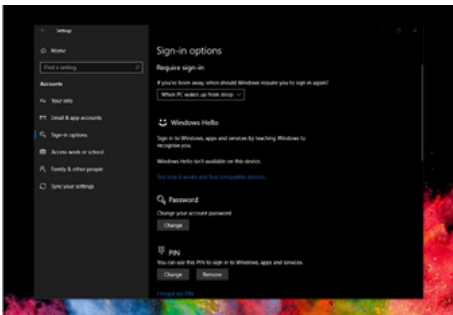 Settings
Home
Find a setting
Accounts
Your info
Email & app accounts
Sign-in options
Access work or school
Family & other people
Sync your settings
Sign-in options
Require sign-in
If you've been away, when should Windows require you to sign in again?
When PC wakes up from sleep
Windows Hello
Sign in to Windows, apps and services by teaching Windows to
recognise you.
Windows Hello isn't available on this device.
See how it works and find compatible devices.
Password
Change your account password
Change
PIN
You can use this PIN to sign in to Windows, apps and services.
Change Remove
I forgot my PIN